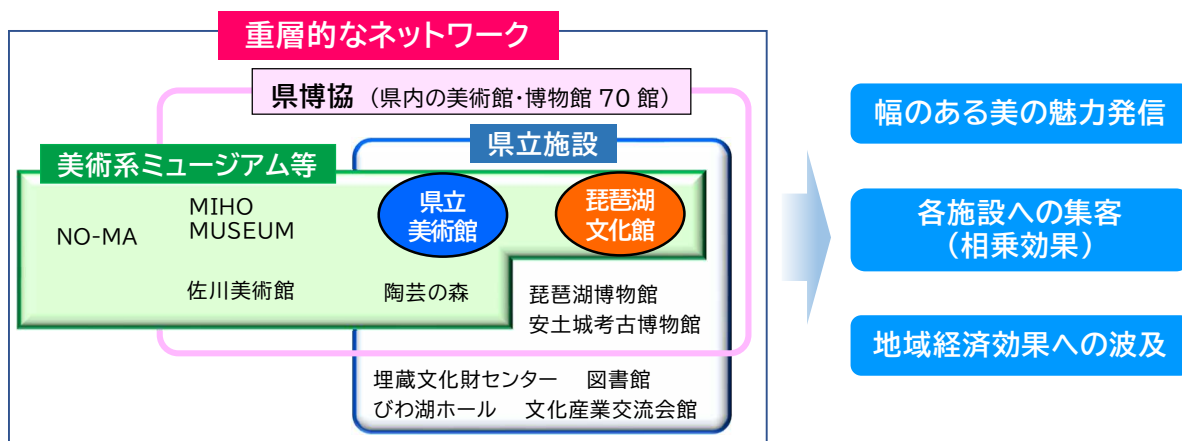 重層的なネットワーク
県博協 （県内の美術館・博物館 70 館）
県立施設
美術系ミュージアム等
NO-MA
MIHO
MUSEUM
県立
美術館
琵琶湖
文化館
佐川美術館
陶芸の森
琵琶湖博物館
安土城考古博物館
埋蔵文化財センター 図書館
びわ湖ホール 文化産業交流会館
幅のある美の魅力発信
各施設への集客
（相乗効果）
地域経済効果への波及